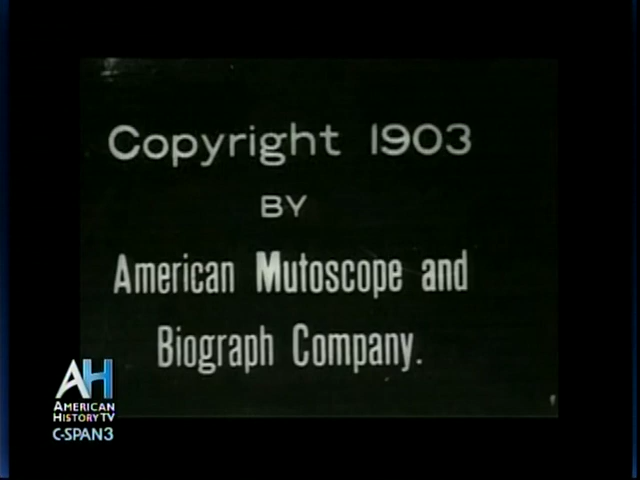 Copyright 1903
BY
American Mutoscope and
Biograph Company.
AH
AMERICAN
HISTORY TV
C-SPAN3